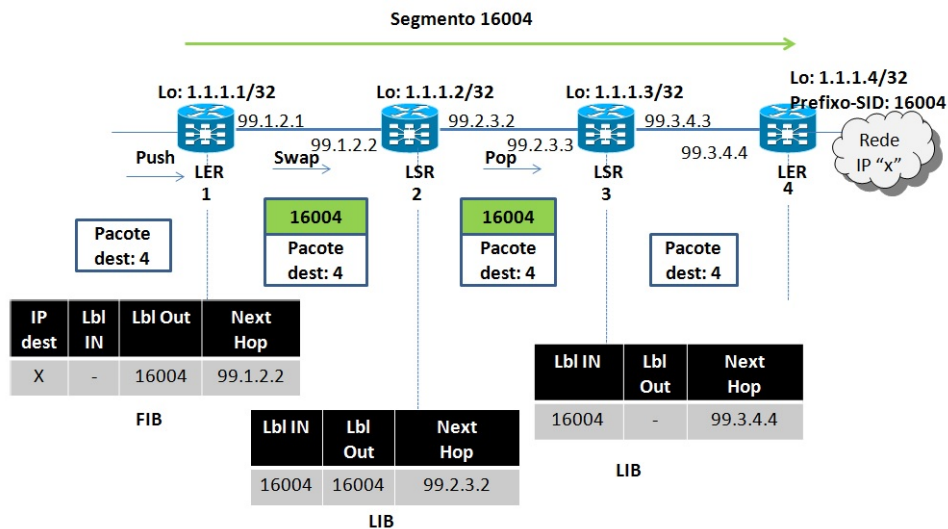 Segmento 16004
Lo: 1.1.1.1/32
Lo: 1.1.1.2/32
Lo: 1.1.1.3/32
Lo: 1.1.1.4/32
Prefixo-SID: 16004
99.1.2.1
99.1.2.2
99.2.3.2
99.2.3.3
99.3.4.3
99.3.4.4
Rede
IP “x”
Push
LER
1
Swap
LSR
2
Pop
LSR
3
LER
4
Pacote
dest: 4
16004
Pacote
dest: 4
16004
Pacote
dest: 4
Pacote
dest: 4
IP dest Lbl IN Lbl Out Next Hop
X - 16004 99.1.2.2
FIB
Lbl IN Lbl Out Next Hop
16004 16004 99.2.3.2
LIB
Lbl IN Lbl Out Next Hop
16004 - 99.3.4.4
LIB